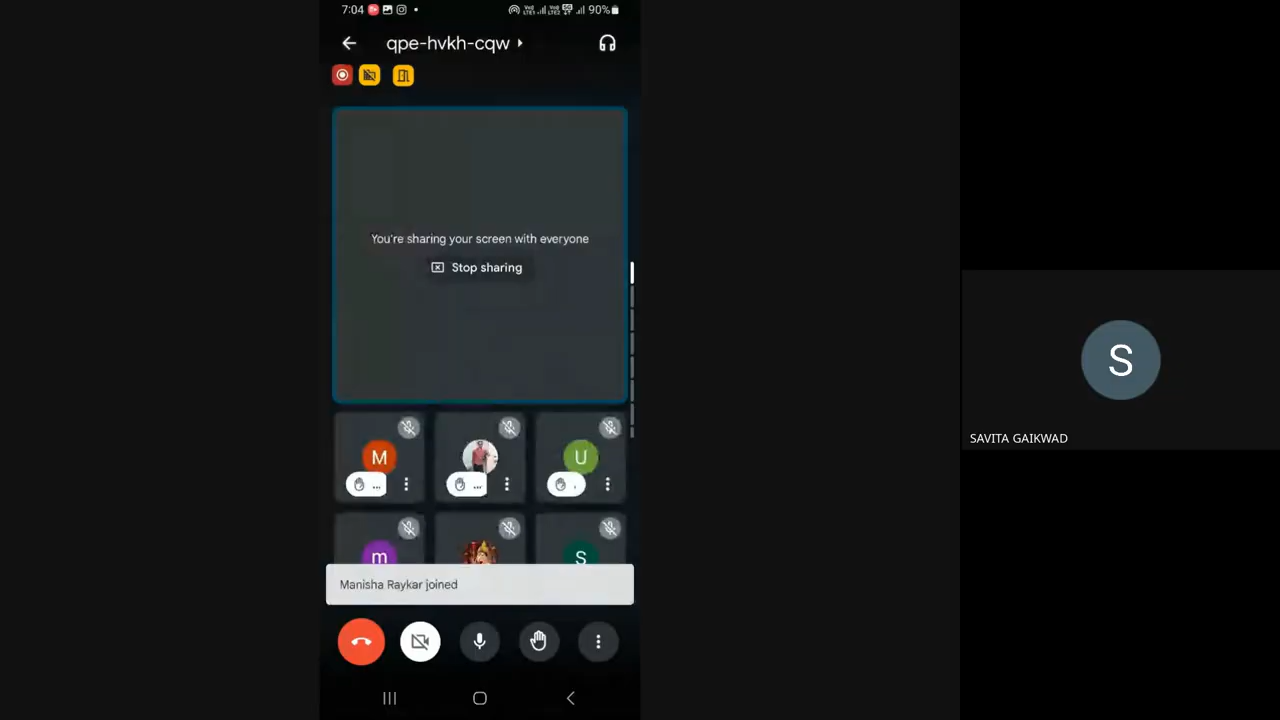 7:04
90%
qpe-hvkh-cqw
You're sharing your screen with everyone
Stop sharing
M
U
m
S
Manisha Raykar joined
S
SAVITA GAIKWAD